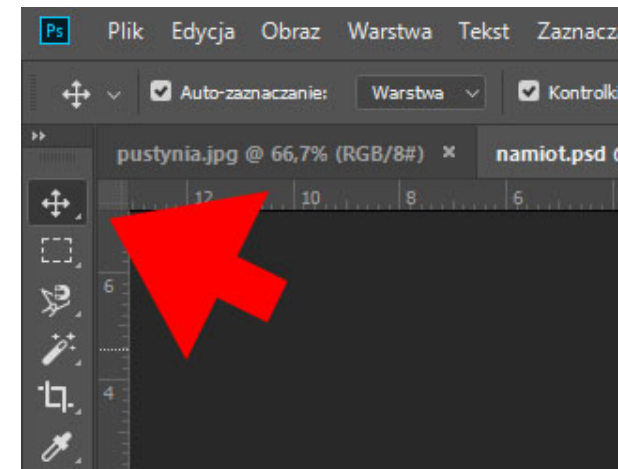 Ps Plik Edycja Obraz Warstwa Tekst Zaznacz
Auto-zaznaczanie: Warstwa Kontrolki
pustynia.jpg @ 66,7% (RGB/8#) × namiot.psd
12 10 8 6
6
4